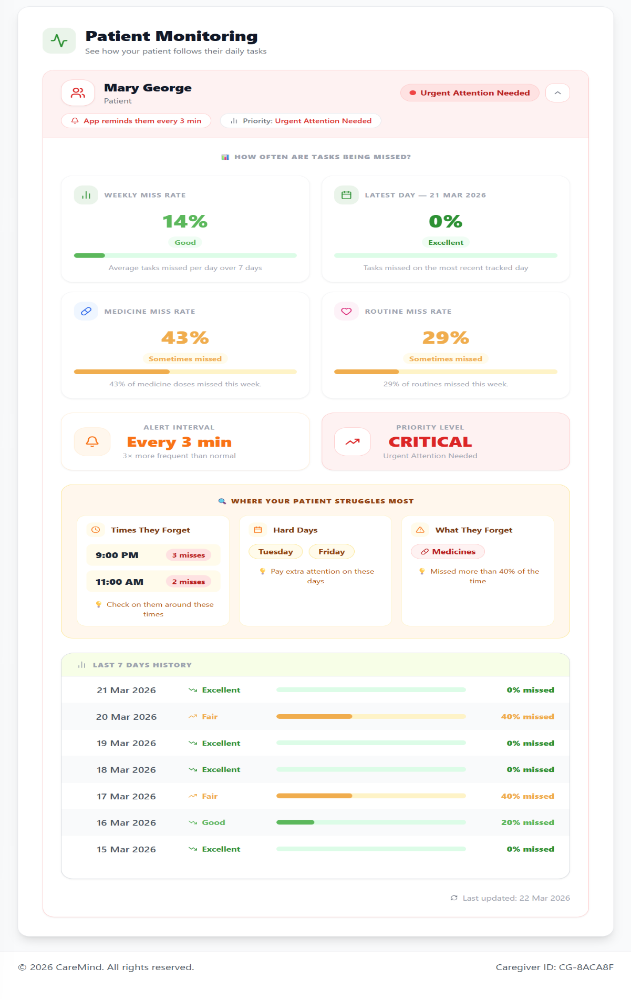 Patient Monitoring
See how your patient follows their daily tasks
Mary George
Patient
Urgent Attention Needed
App reminds them every 3 min
Priority: Urgent Attention Needed
HOW OFTEN ARE TASKS BEING MISSED?
WEEKLY MISS RATE
14%
Good
Average tasks missed per day over 7 days
LATEST DAY — 21 MAR 2026
0%
Excellent
Tasks missed on the most recent tracked day
MEDICINE MISS RATE
43%
Sometimes missed
43% of medicine doses missed this week.
ROUTINE MISS RATE
29%
Sometimes missed
29% of routines missed this week.
ALERT INTERVAL
Every 3 min
3× more frequent than normal
PRIORITY LEVEL
CRITICAL
Urgent Attention Needed
WHERE YOUR PATIENT STRUGGLES MOST
Times They Forget
9:00 PM 3 misses
11:00 AM 2 misses
Check on them around these
times
Hard Days
Tuesday Friday
Pay extra attention on these
days
What They Forget
Medicines
Missed more than 40% of the
time
LAST 7 DAYS HISTORY
21 Mar 2026 Excellent 0% missed
20 Mar 2026 Fair 40% missed
19 Mar 2026 Excellent 0% missed
18 Mar 2026 Excellent 0% missed
17 Mar 2026 Fair 40% missed
16 Mar 2026 Good 20% missed
15 Mar 2026 Excellent 0% missed
Last updated: 22 Mar 2026
© 2026 CareMind. All rights reserved.
Caregiver ID: CG-8ACA8F